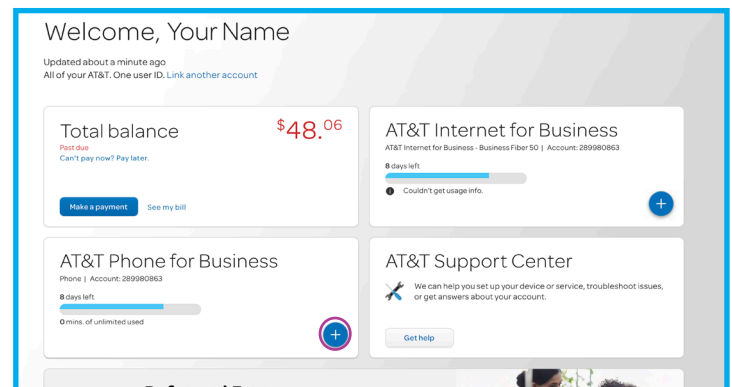 Welcome, Your Name
Updated about a minute ago
All of your AT&T. One user ID. Link another account
Total balance
$48.06
Past due
Can't pay now? Pay later.
Make a payment
See my bill
AT&T Internet for Business
AT&T Internet for Business - Business Fiber 50 | Account: 289980863
8 days left
Couldn't get usage info.
AT&T Phone for Business
Phone | Account: 289980863
8 days left
0 mins. of unlimited used
AT&T Support Center
We can help you set up your device or service, troubleshoot issues,
or get answers about your account.
Get help